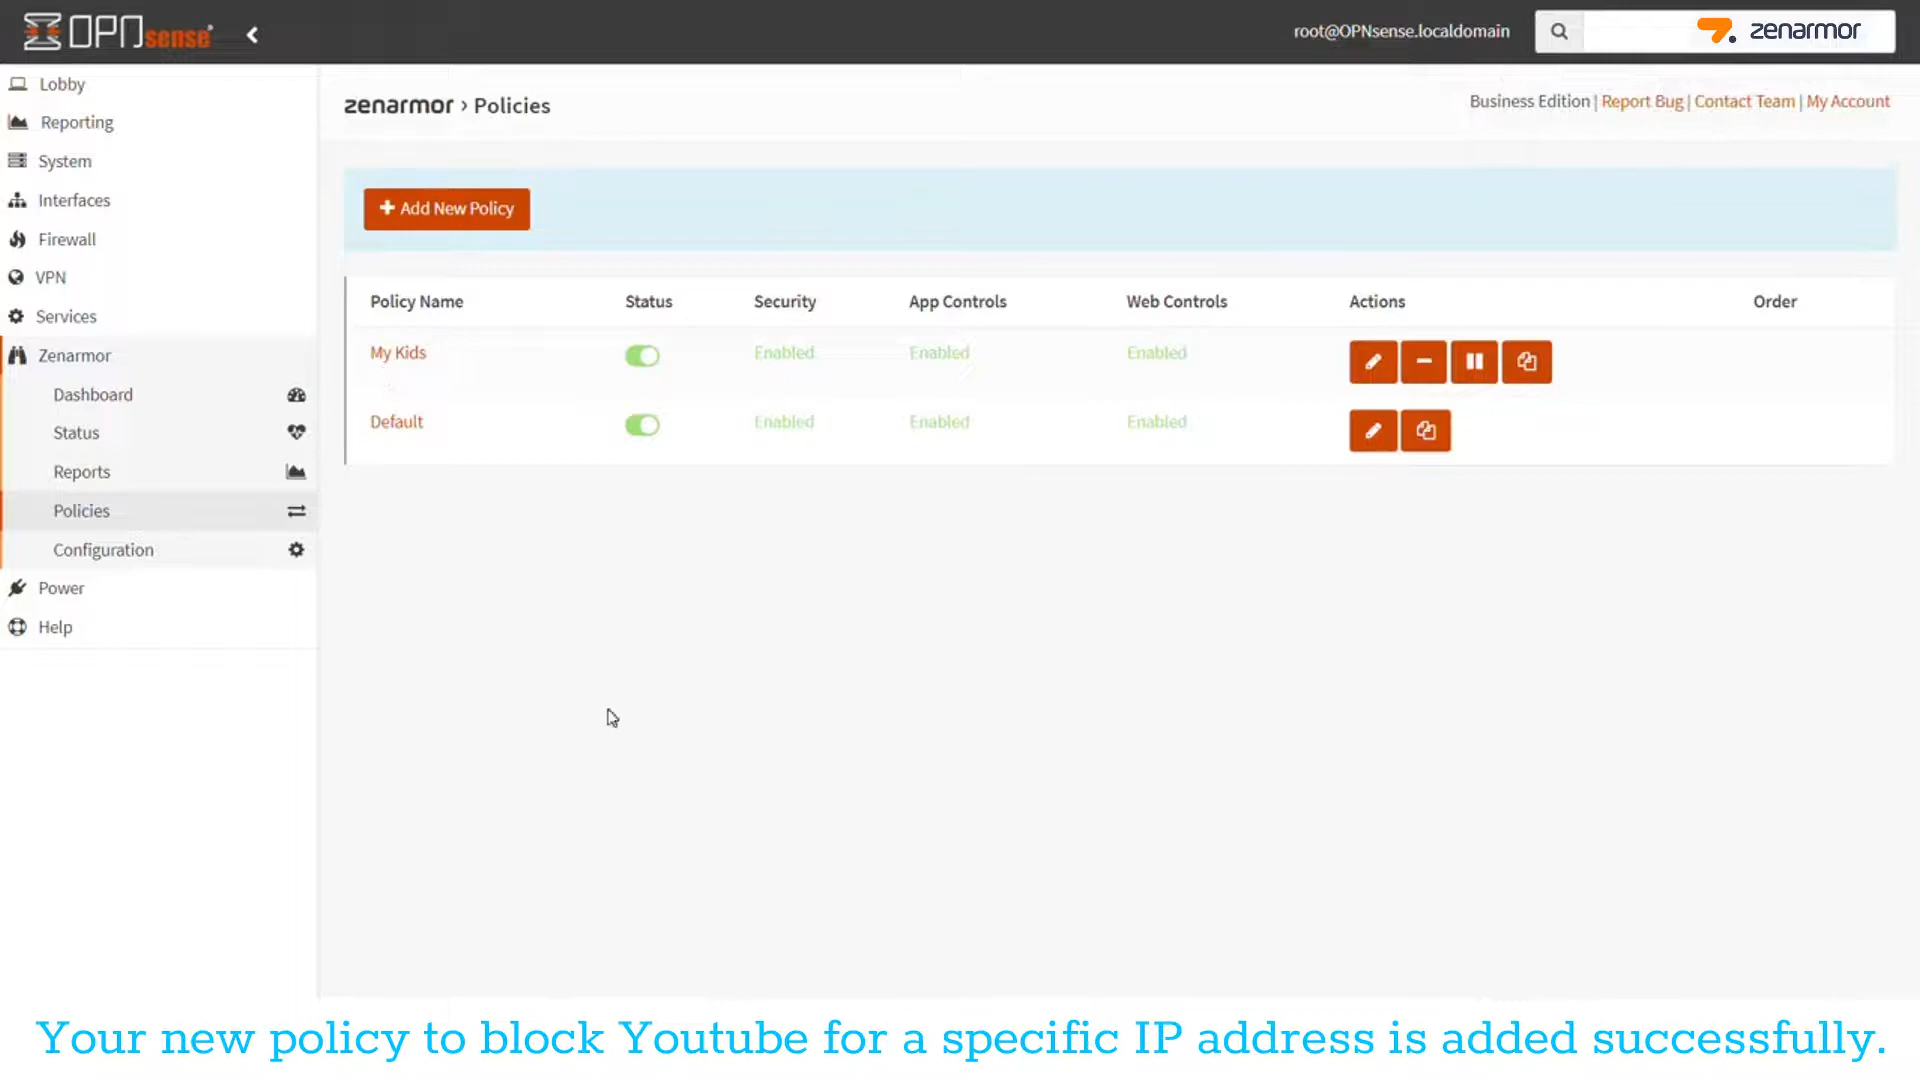 OPNsense
root@OPNsense.localdomain
zenarmor
Lobby
Reporting
System
Interfaces
Firewall
VPN
Services
Zenarmor
Dashboard
Status
Reports
Policies
Configuration
Power
Help
zenarmor › Policies
Business Edition | Report Bug | Contact Team | My Account
+ Add New Policy
Policy Name Status Security App Controls Web Controls Actions Order
My Kids Enabled Enabled Enabled
Default Enabled Enabled Enabled
Your new policy to block Youtube for a specific IP address is added successfully.